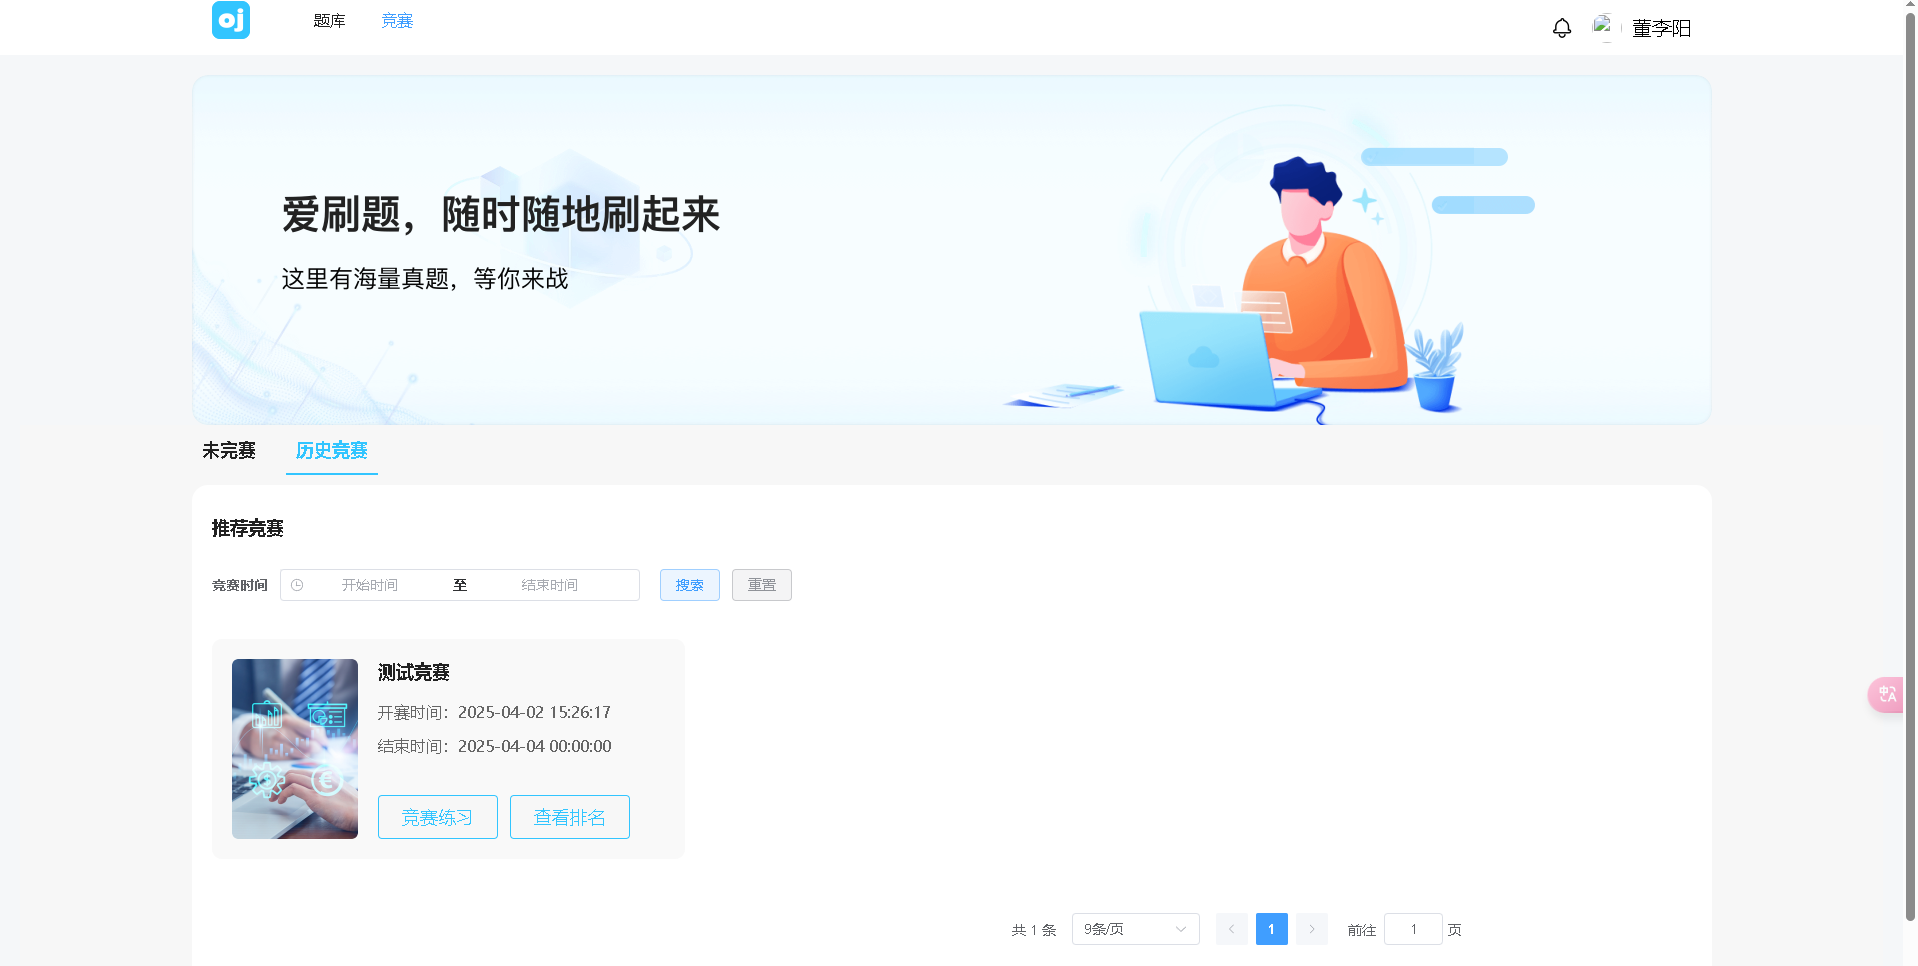 oj
题库
竞赛
董李阳
爱刷题，随时随地刷起来
这里有海量真题，等你来战
未完赛
历史竞赛
推荐竞赛
竞赛时间
开始时间 至 结束时间
搜索
重置
测试竞赛
开赛时间：2025-04-02 15:26:17
结束时间：2025-04-04 00:00:00
竞赛练习
查看排名
中A
共 1 条
9条/页
1
前往 1 页